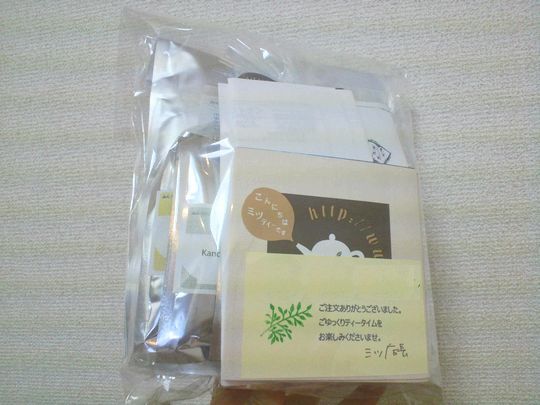 こんにちは
ミツ
ティーです
http://ww
Kand
ご注文ありがとうございました。
ごゆっくりティータイムを
お楽しみくださいませ。